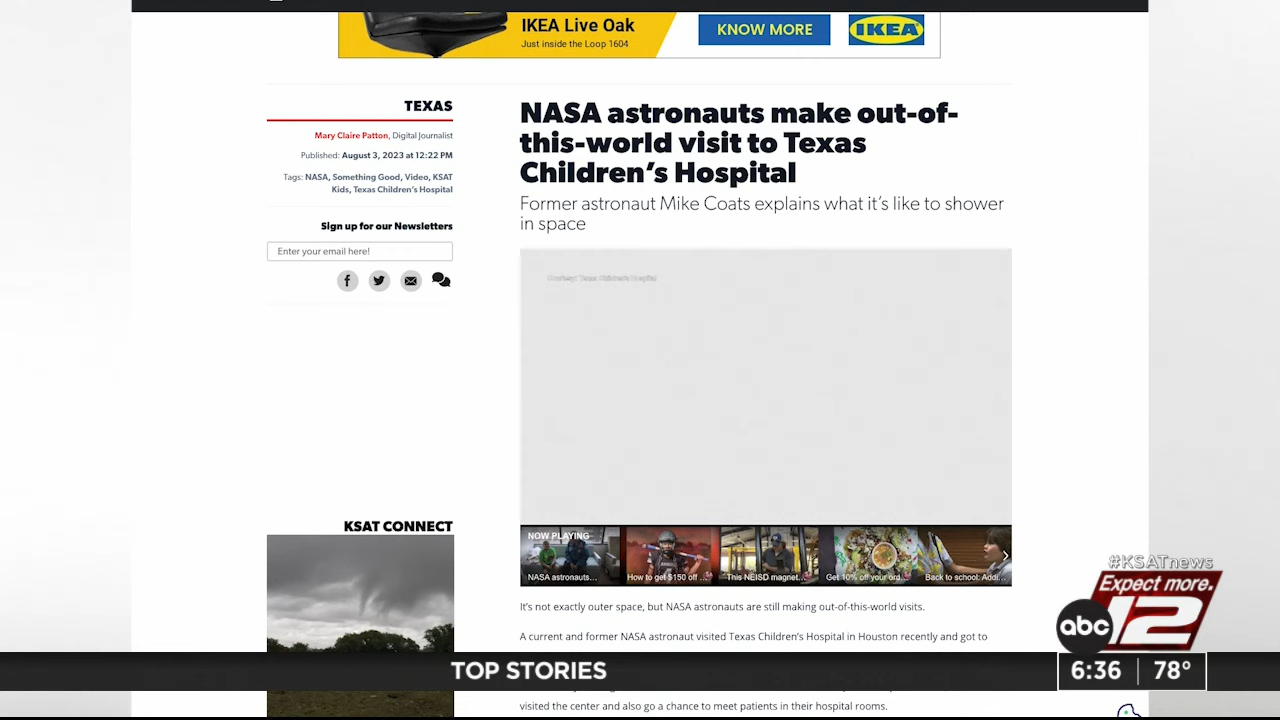 IKEA Live Oak
Just inside the Loop 1604
KNOW MORE
IKEA
TEXAS
Mary Claire Patton, Digital Journalist
Published: August 3, 2023 at 12:22 PM
Tags: NASA, Something Good, Video, KSAT
Kids, Texas Children's Hospital
Sign up for our Newsletters
Enter your email here!
KSAT CONNECT
NASA astronauts make out-of-
this-world visit to Texas
Children's Hospital
Former astronaut Mike Coats explains what it's like to shower
in space
Courtesy: Texas Children's Hospital
NOW PLAYING
NASA astronauts...
How to get $150 off ...
This NEISD magnet...
Get 10% off your ord...
Back to school: Addi...
It's not exactly outer space, but NASA astronauts are still making out-of-this-world visits.
A current and former NASA astronaut visited Texas Children's Hospital in Houston recently and got to
visited the center and also go a chance to meet patients in their hospital rooms.
#KSATnews
Expect more.
abc 12
TOP STORIES
6:36 78°